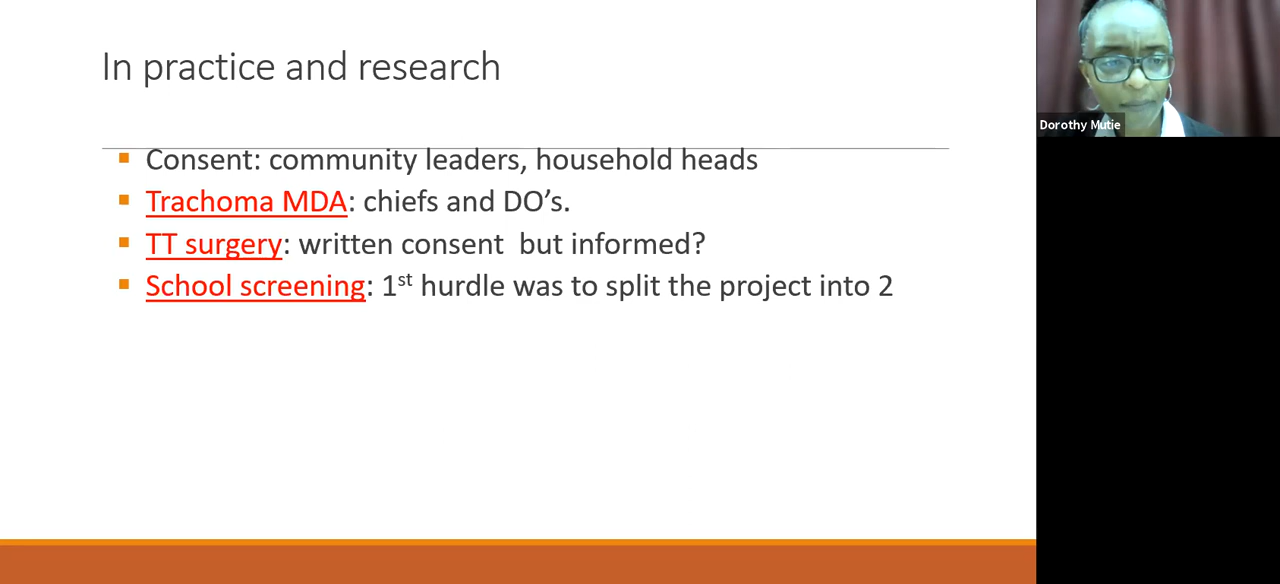 In practice and research
Consent: community leaders, household heads
Trachoma MDA: chiefs and DO’s.
TT surgery: written consent  but informed?
School screening: 1st hurdle was to split the project into 2
Dorothy Mutie